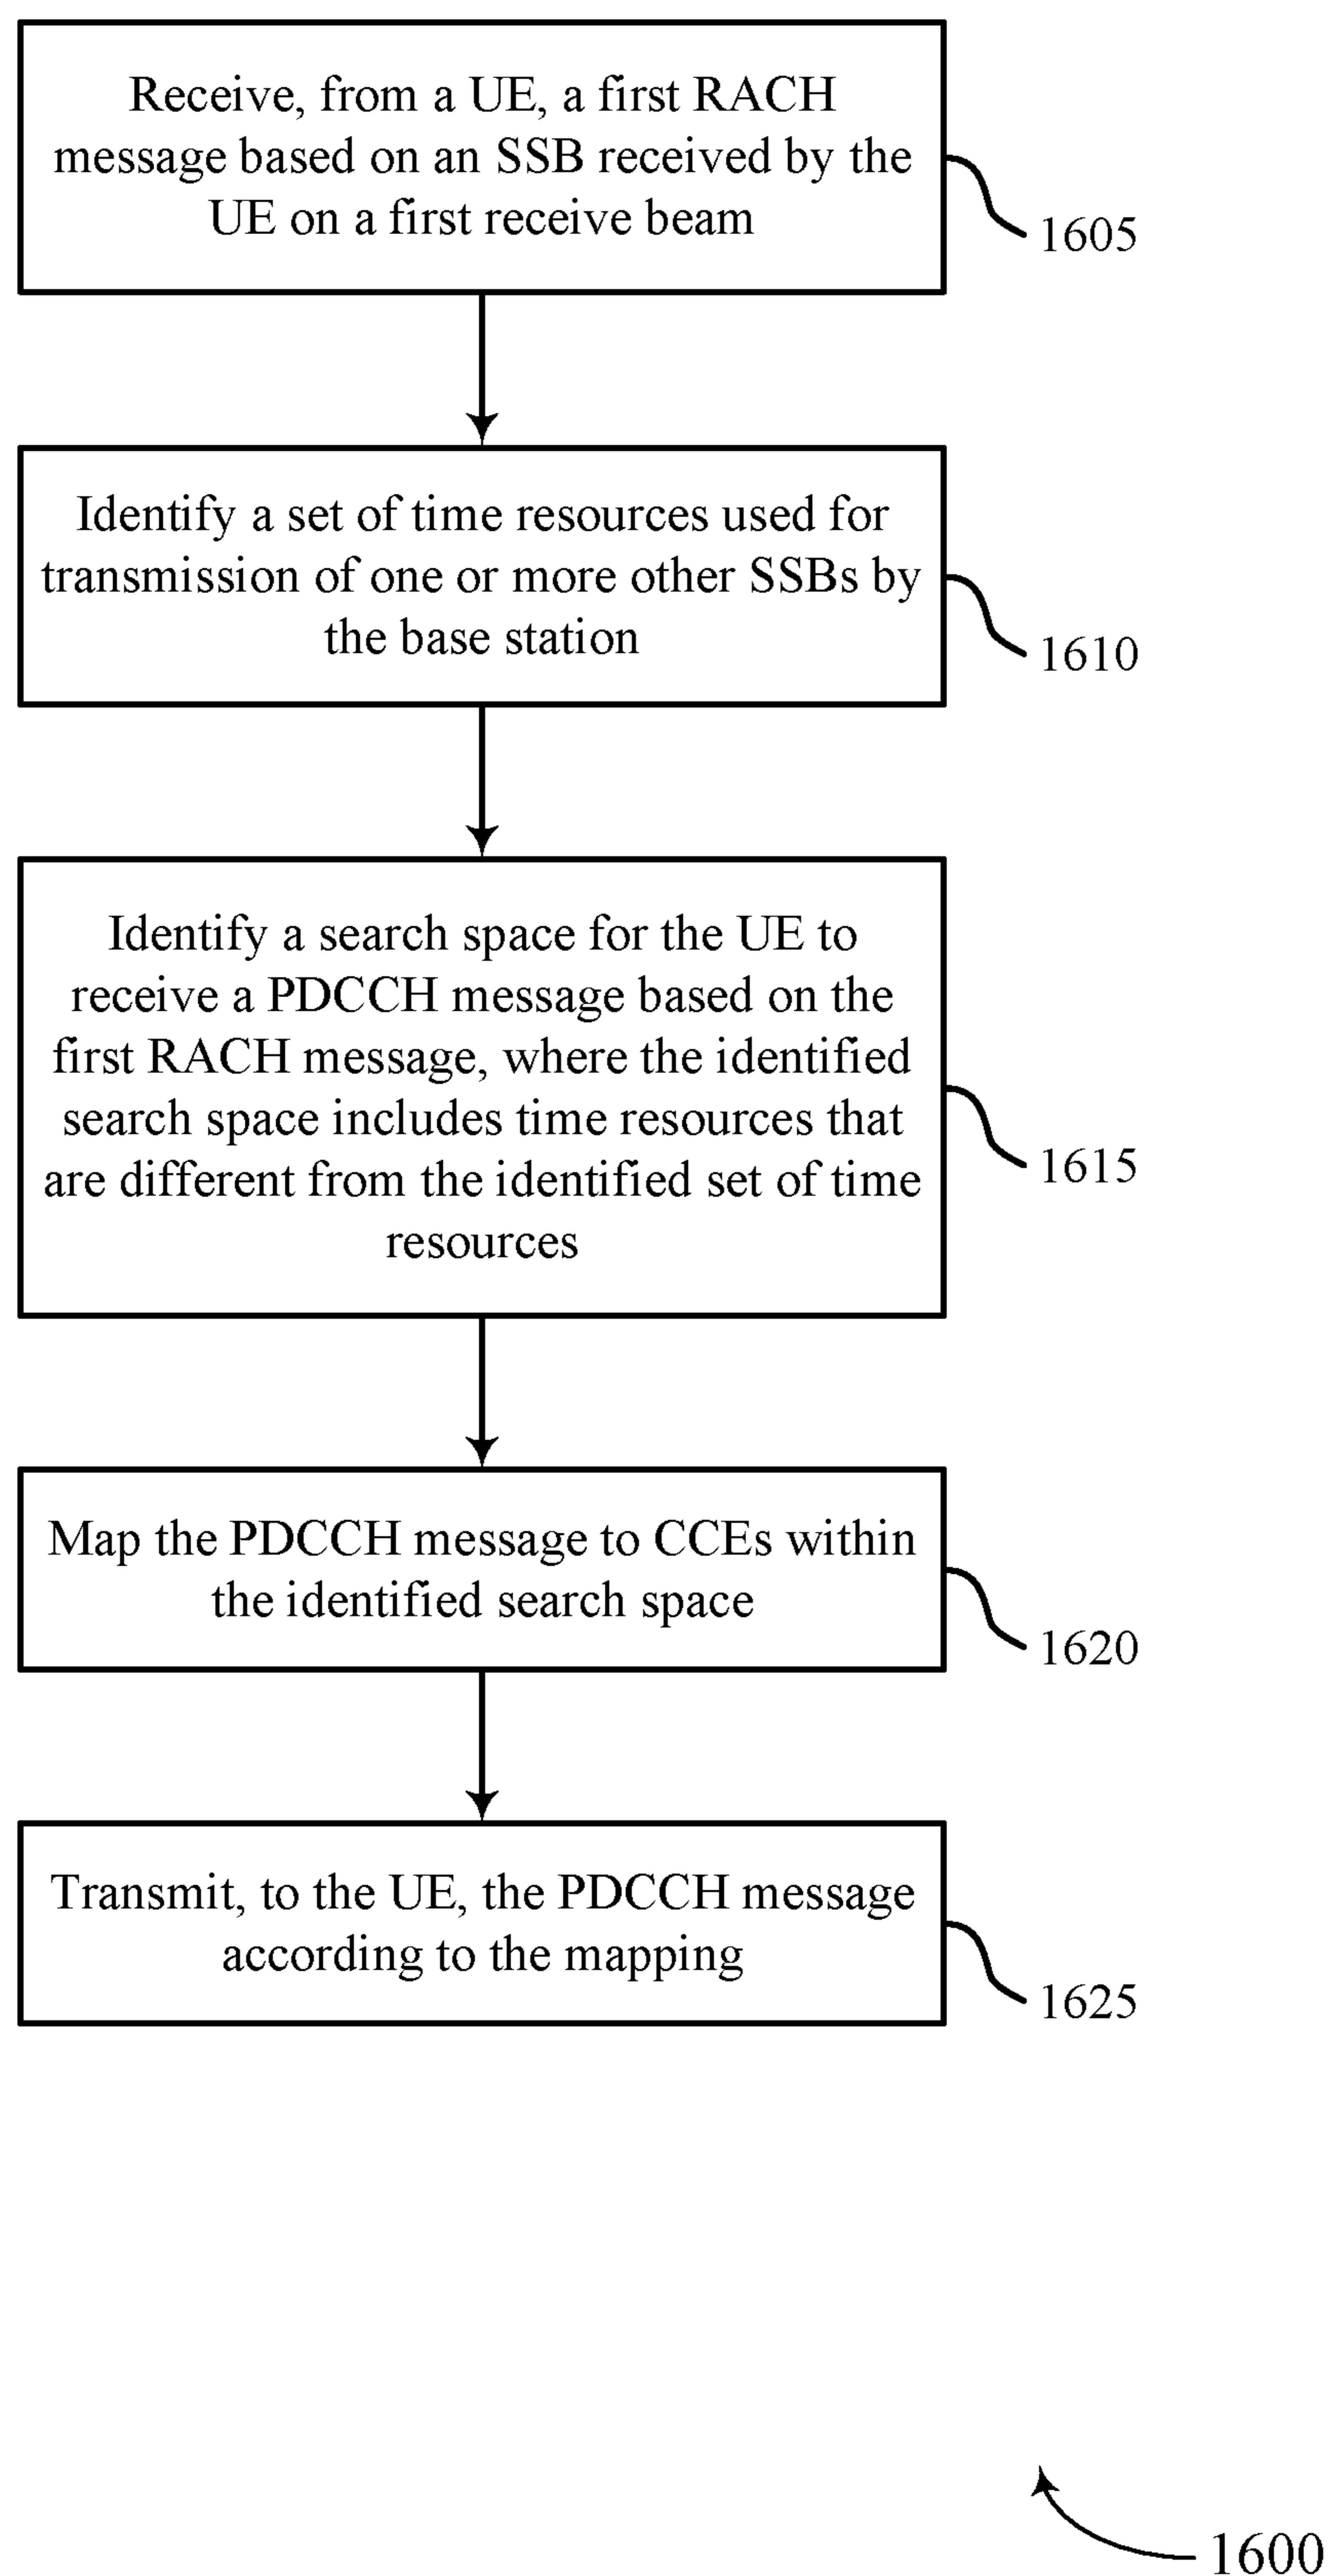 Receive, from a UE, a first RACH
message based on an SSB received by the
UE on a first receive beam
1605
Identify a set of time resources used for
transmission of one or more other SSBs by
the base station
1610
Identify a search space for the UE to
receive a PDCCH message based on the
first RACH message, where the identified
search space includes time resources that
are different from the identified set of time
resources
1615
Map the PDCCH message to CCEs within
the identified search space
1620
Transmit, to the UE, the PDCCH message
according to the mapping
1625
1600